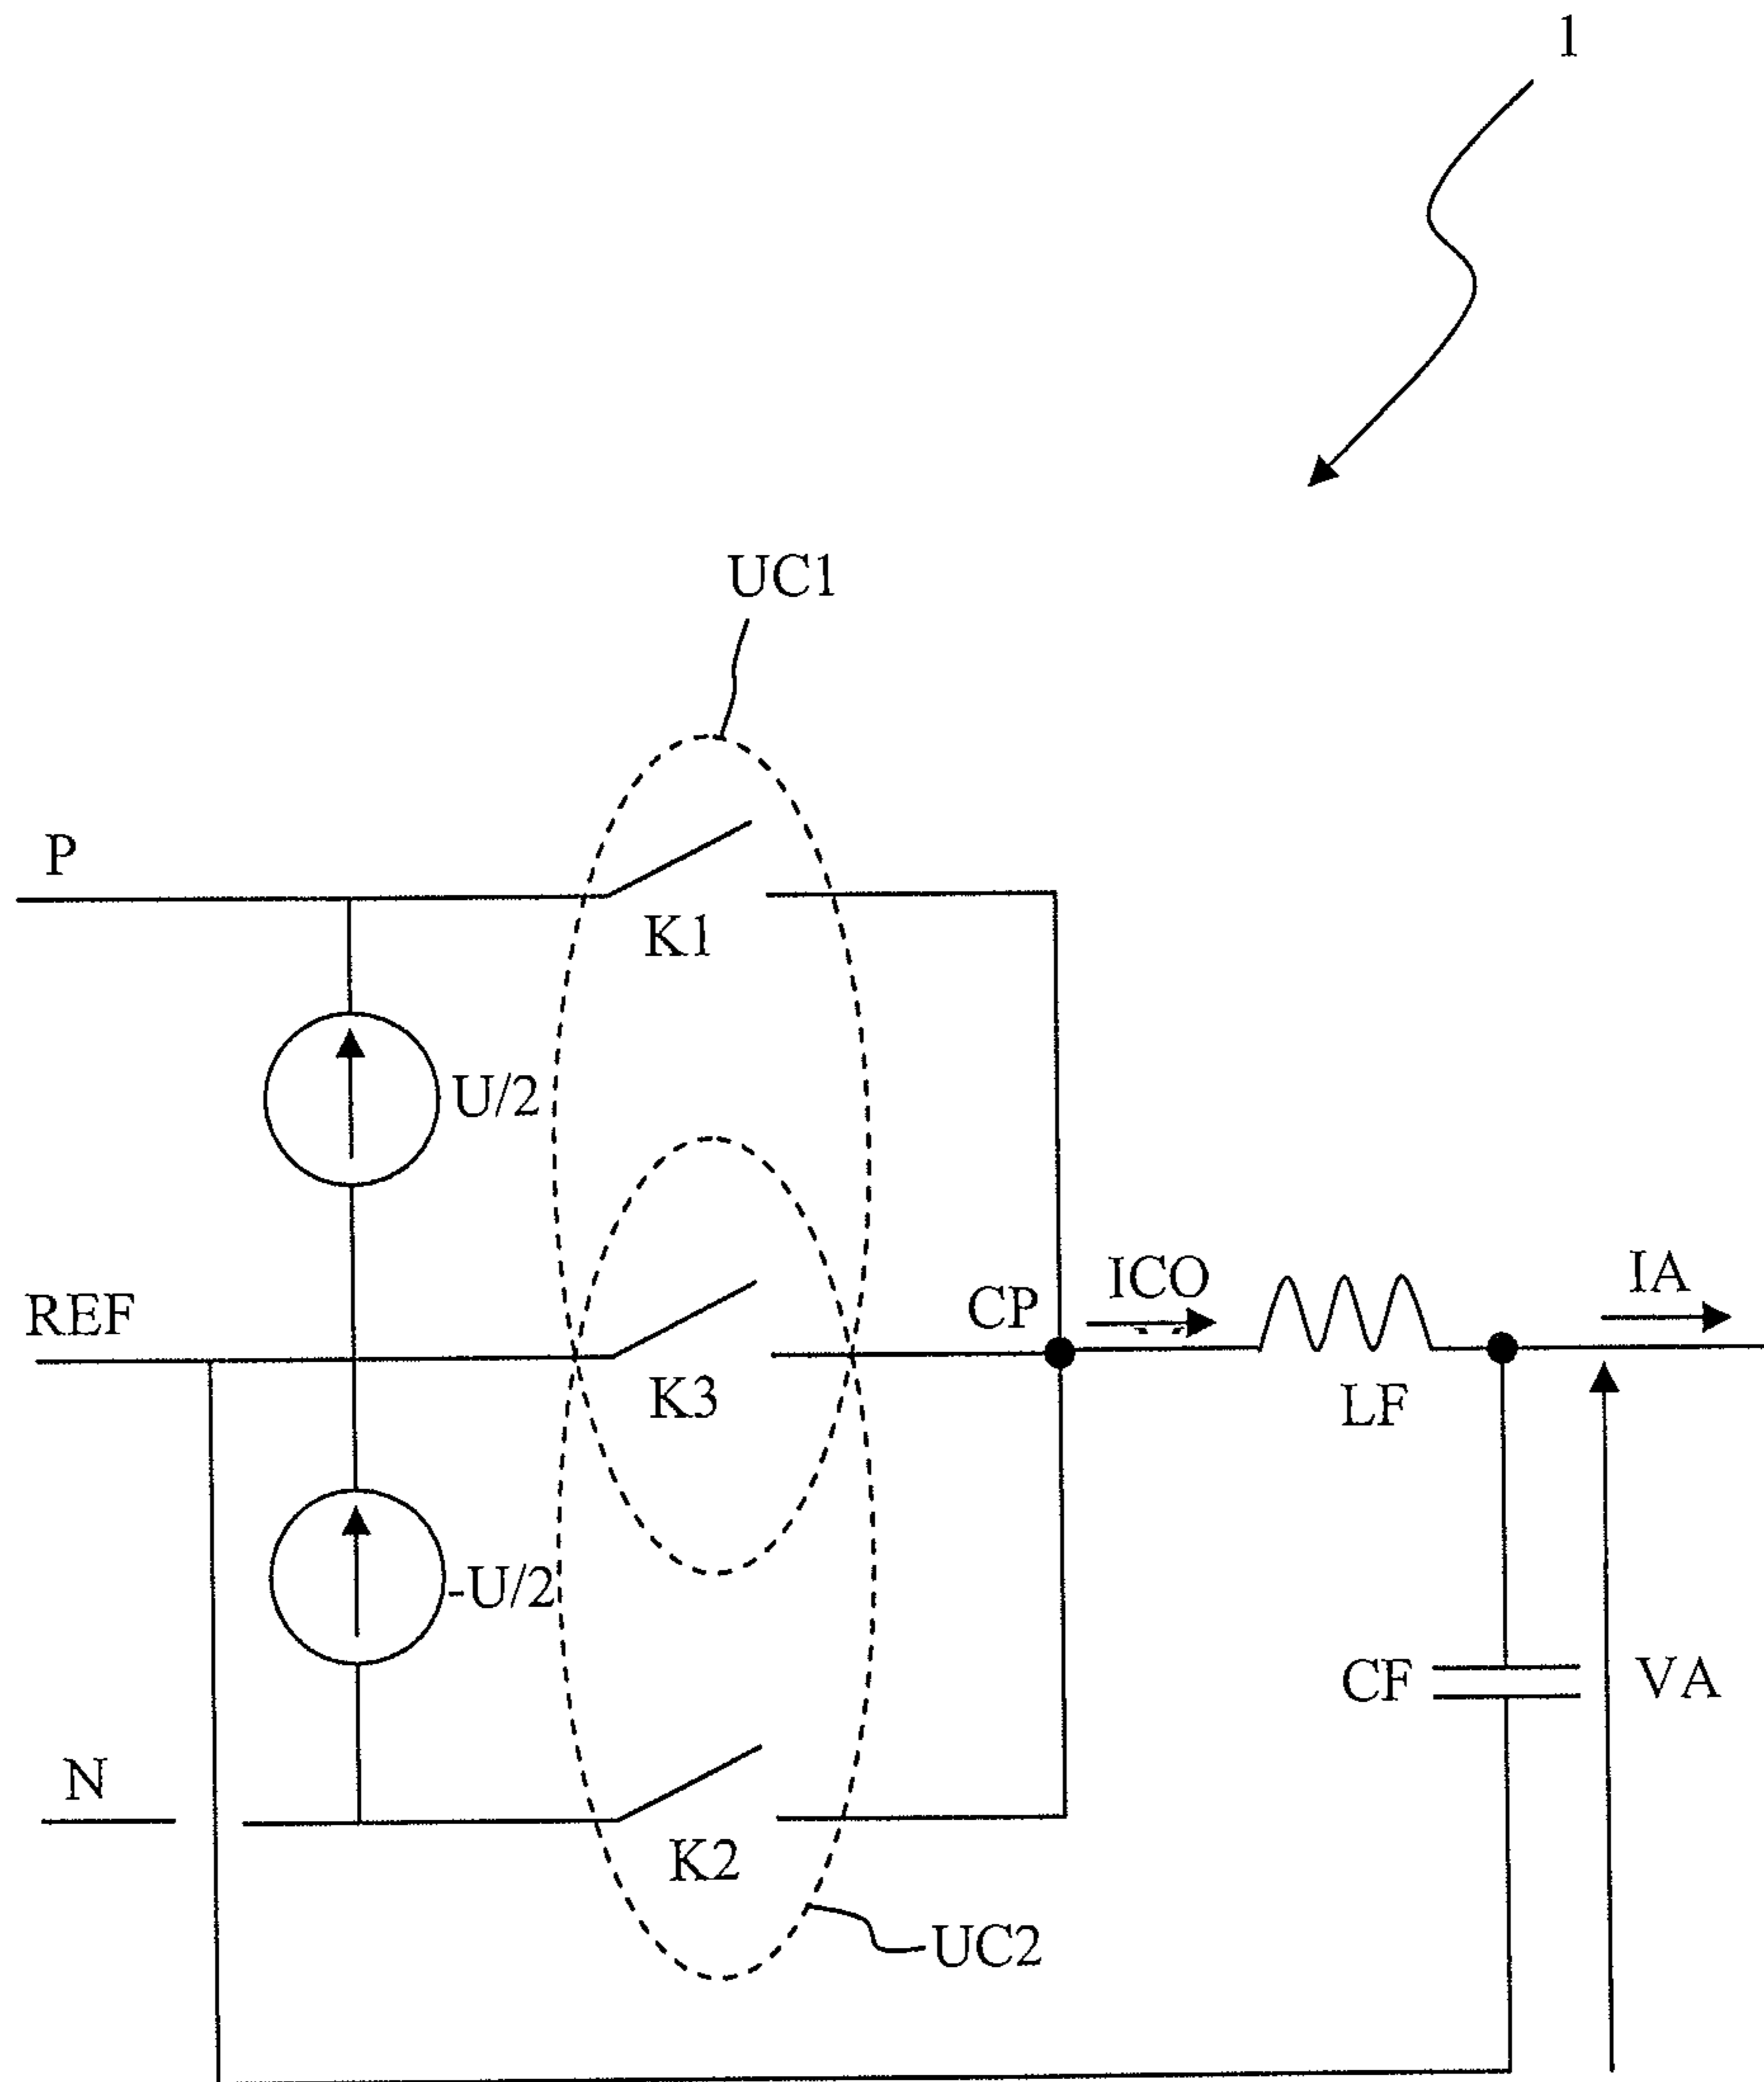 1
UC1
P
K1
U/2
REF
K3
CP
ICO
LF
IA
-U/2
CF
VA
N
K2
UC2